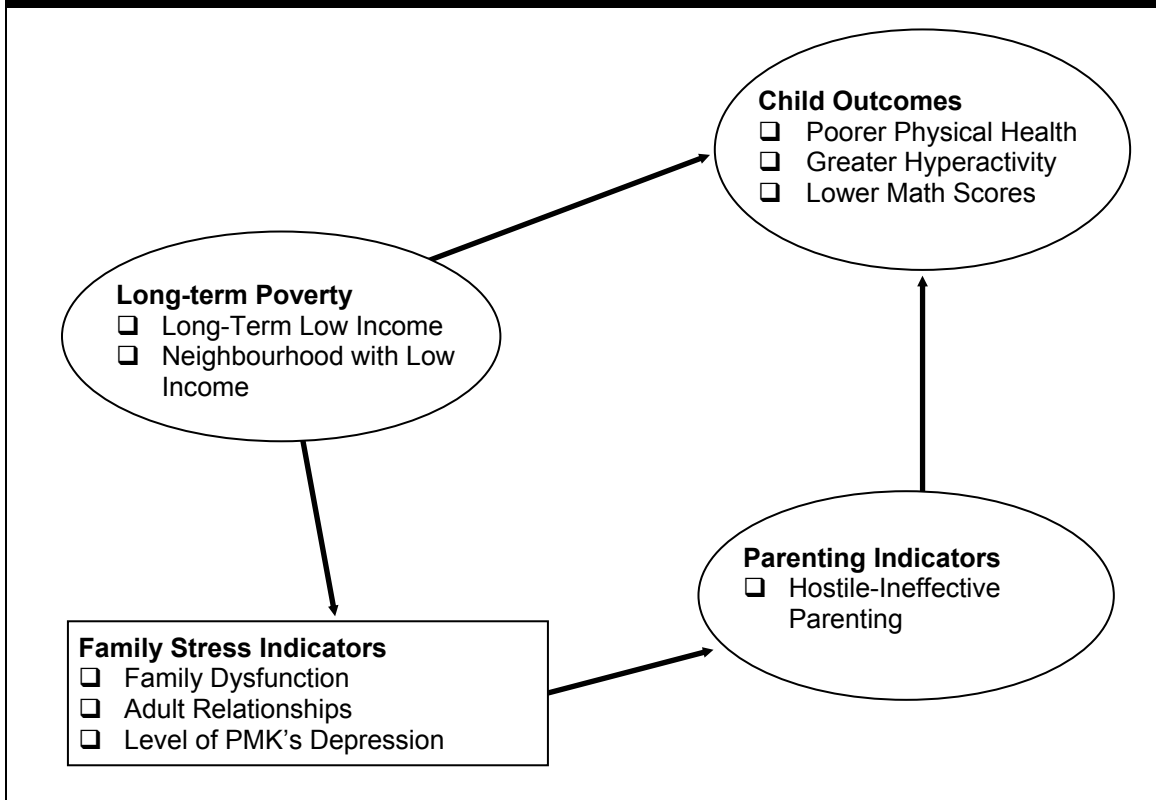 Child Outcomes
❑ Poorer Physical Health
❑ Greater Hyperactivity
❑ Lower Math Scores
Long-term Poverty
❑ Long-Term Low Income
❑ Neighbourhood with Low
Income
Parenting Indicators
❑ Hostile-Ineffective
Parenting
Family Stress Indicators
❑ Family Dysfunction
❑ Adult Relationships
❑ Level of PMK's Depression